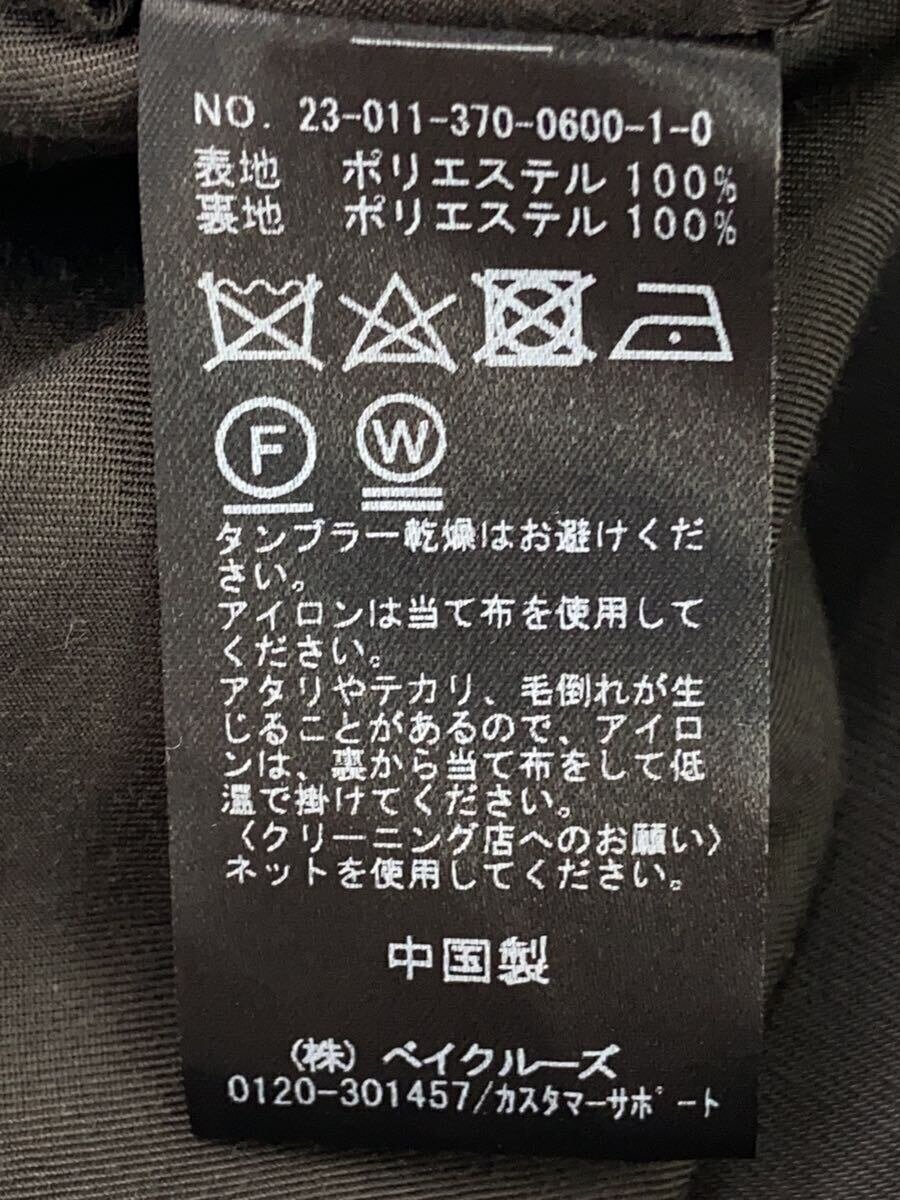 NO. 23-011-370-0600-1-0
表地 ポリエステル 100%
裏地 ポリエステル 100%
F W
タンブラー乾燥はお避けくだ
さい。
アイロンは当て布を使用して
ください。
アタリやテカリ、毛倒れが生
じることがあるので、アイロ
ンは、裏から当て布をして低
温で掛けてください。
〈クリーニング店へのお願い〉
ネットを使用してください。
中国製
(株) ベイクルーズ
0120-301457/カスタマーサポート